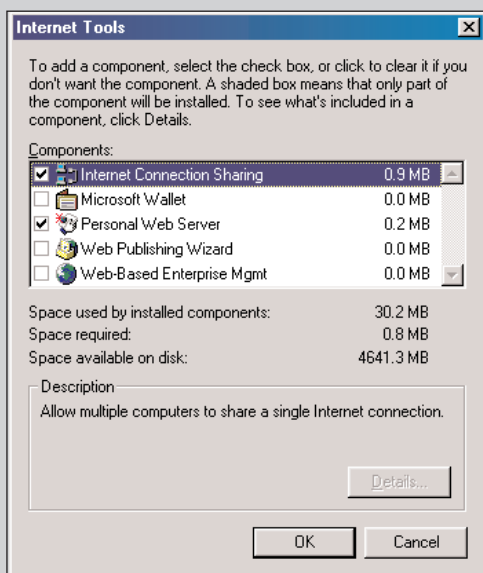 Internet Tools
To add a component, select the check box, or click to clear it if you
don't want the component. A shaded box means that only part of
the component will be installed. To see what's included in a
component, click Details.
Components:
Internet Connection Sharing 0.9 MB
Microsoft Wallet 0.0 MB
Personal Web Server 0.2 MB
Web Publishing Wizard 0.0 MB
Web-Based Enterprise Mgmt 0.0 MB
Space used by installed components: 30.2 MB
Space required: 0.8 MB
Space available on disk: 4641.3 MB
Description
Allow multiple computers to share a single Internet connection.
Details...
OK Cancel